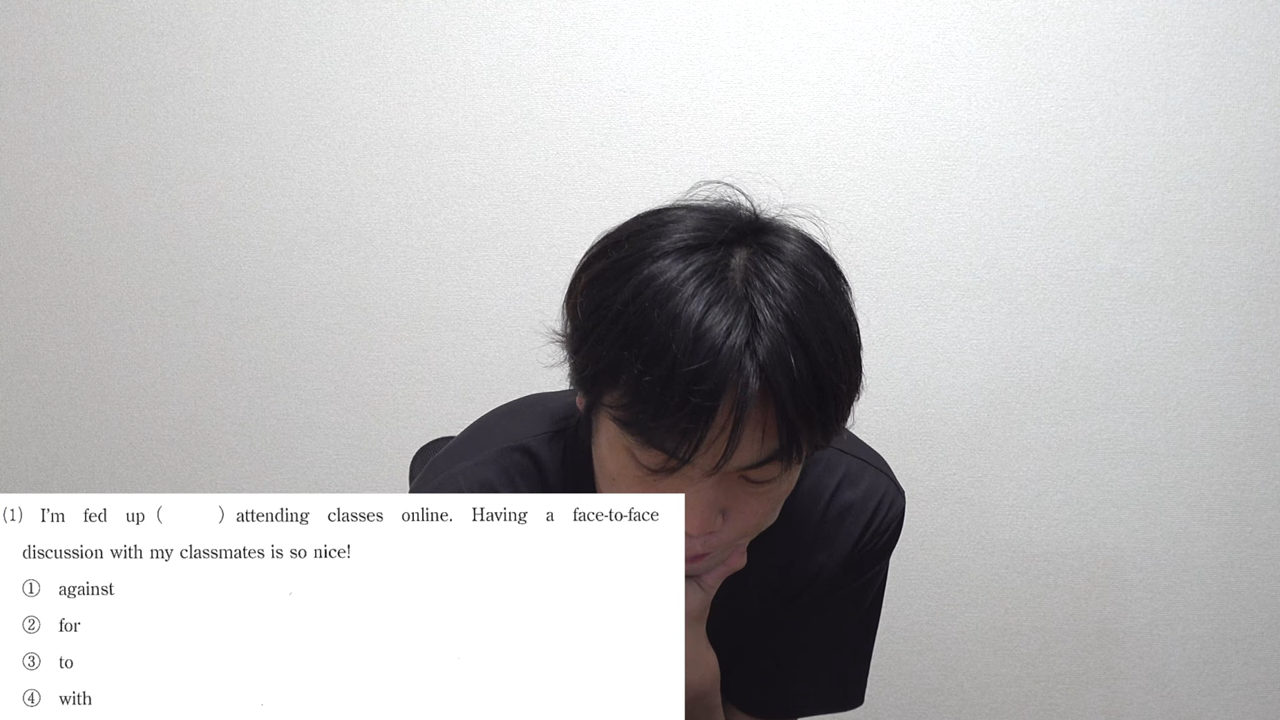 (1) I'm fed up (　　) attending classes online. Having a face-to-face
discussion with my classmates is so nice!
① against
② for
③ to
④ with